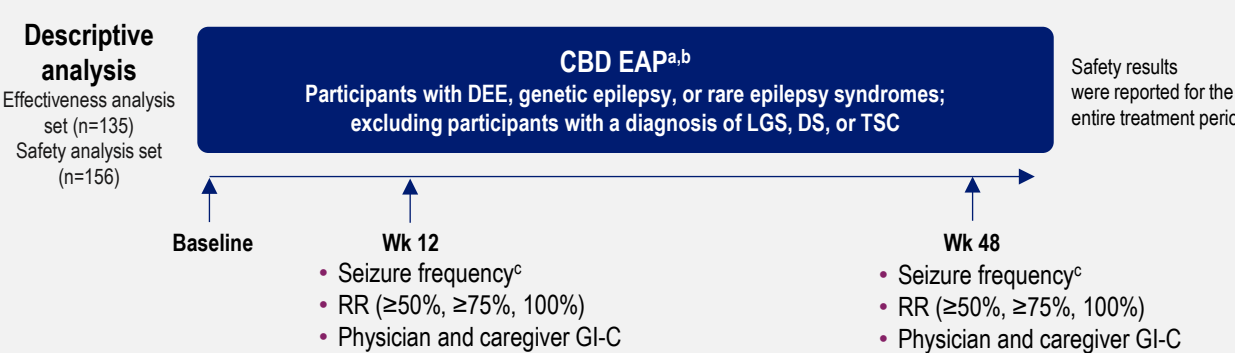 Descriptive
analysis
Effectiveness analysis
set (n=135)
Safety analysis set
(n=156)
CBD EAPa,b
Participants with DEE, genetic epilepsy, or rare epilepsy syndromes;
excluding participants with a diagnosis of LGS, DS, or TSC
Safety results
were reported for the
entire treatment
Baseline
Wk 12
• Seizure frequencyc
• RR (≥50%, ≥75%, 100%)
• Physician and caregiver GI-C
Wk 48
• Seizure frequencyc
• RR (≥50%, ≥75%, 100%)
• Physician and caregiver GI-C